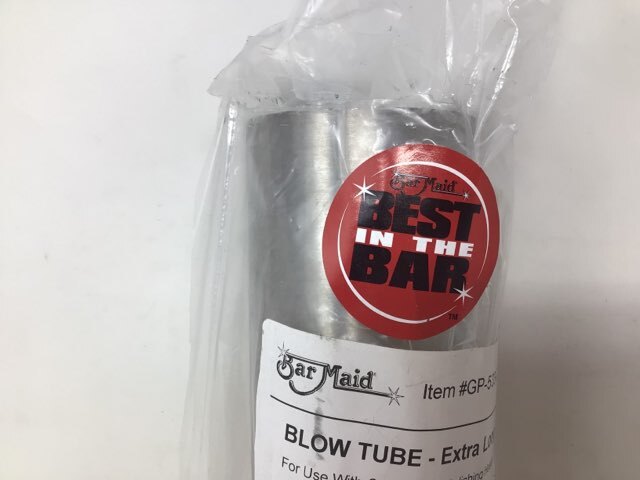 Bar Maid
BEST
IN THE
BAR
TM
Bar Maid
Item #GP-
BLOW TUBE - Extra
For Use With